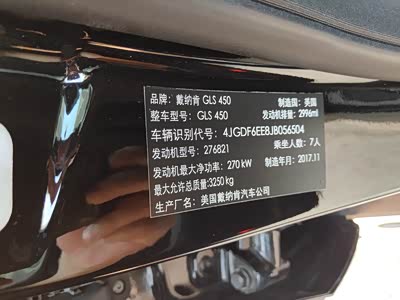 品牌：戴纳肯 GLS 450 制造国：美国
整车型号：GLS 450 发动机排量：2996ml
车辆识别代号：4JGDF6EE8JB056504
发动机型号：276821 乘坐人数：7人
发动机最大净功率：270 kW 制造年月：2017.11
最大允许总质量:3250 kg
生产厂名：美国戴纳肯汽车公司